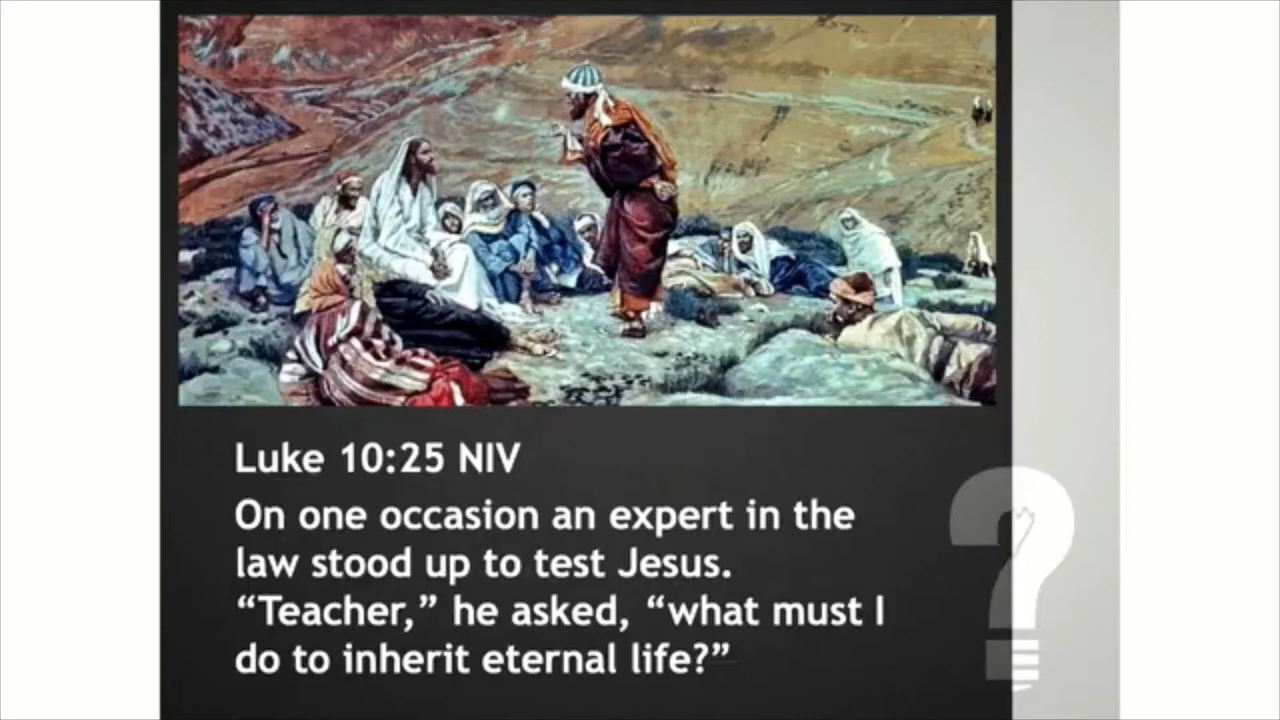 Luke 10:25 NIV
On one occasion an expert in the
law stood up to test Jesus.
“Teacher,” he asked, “what must I
do to inherit eternal life?”
?